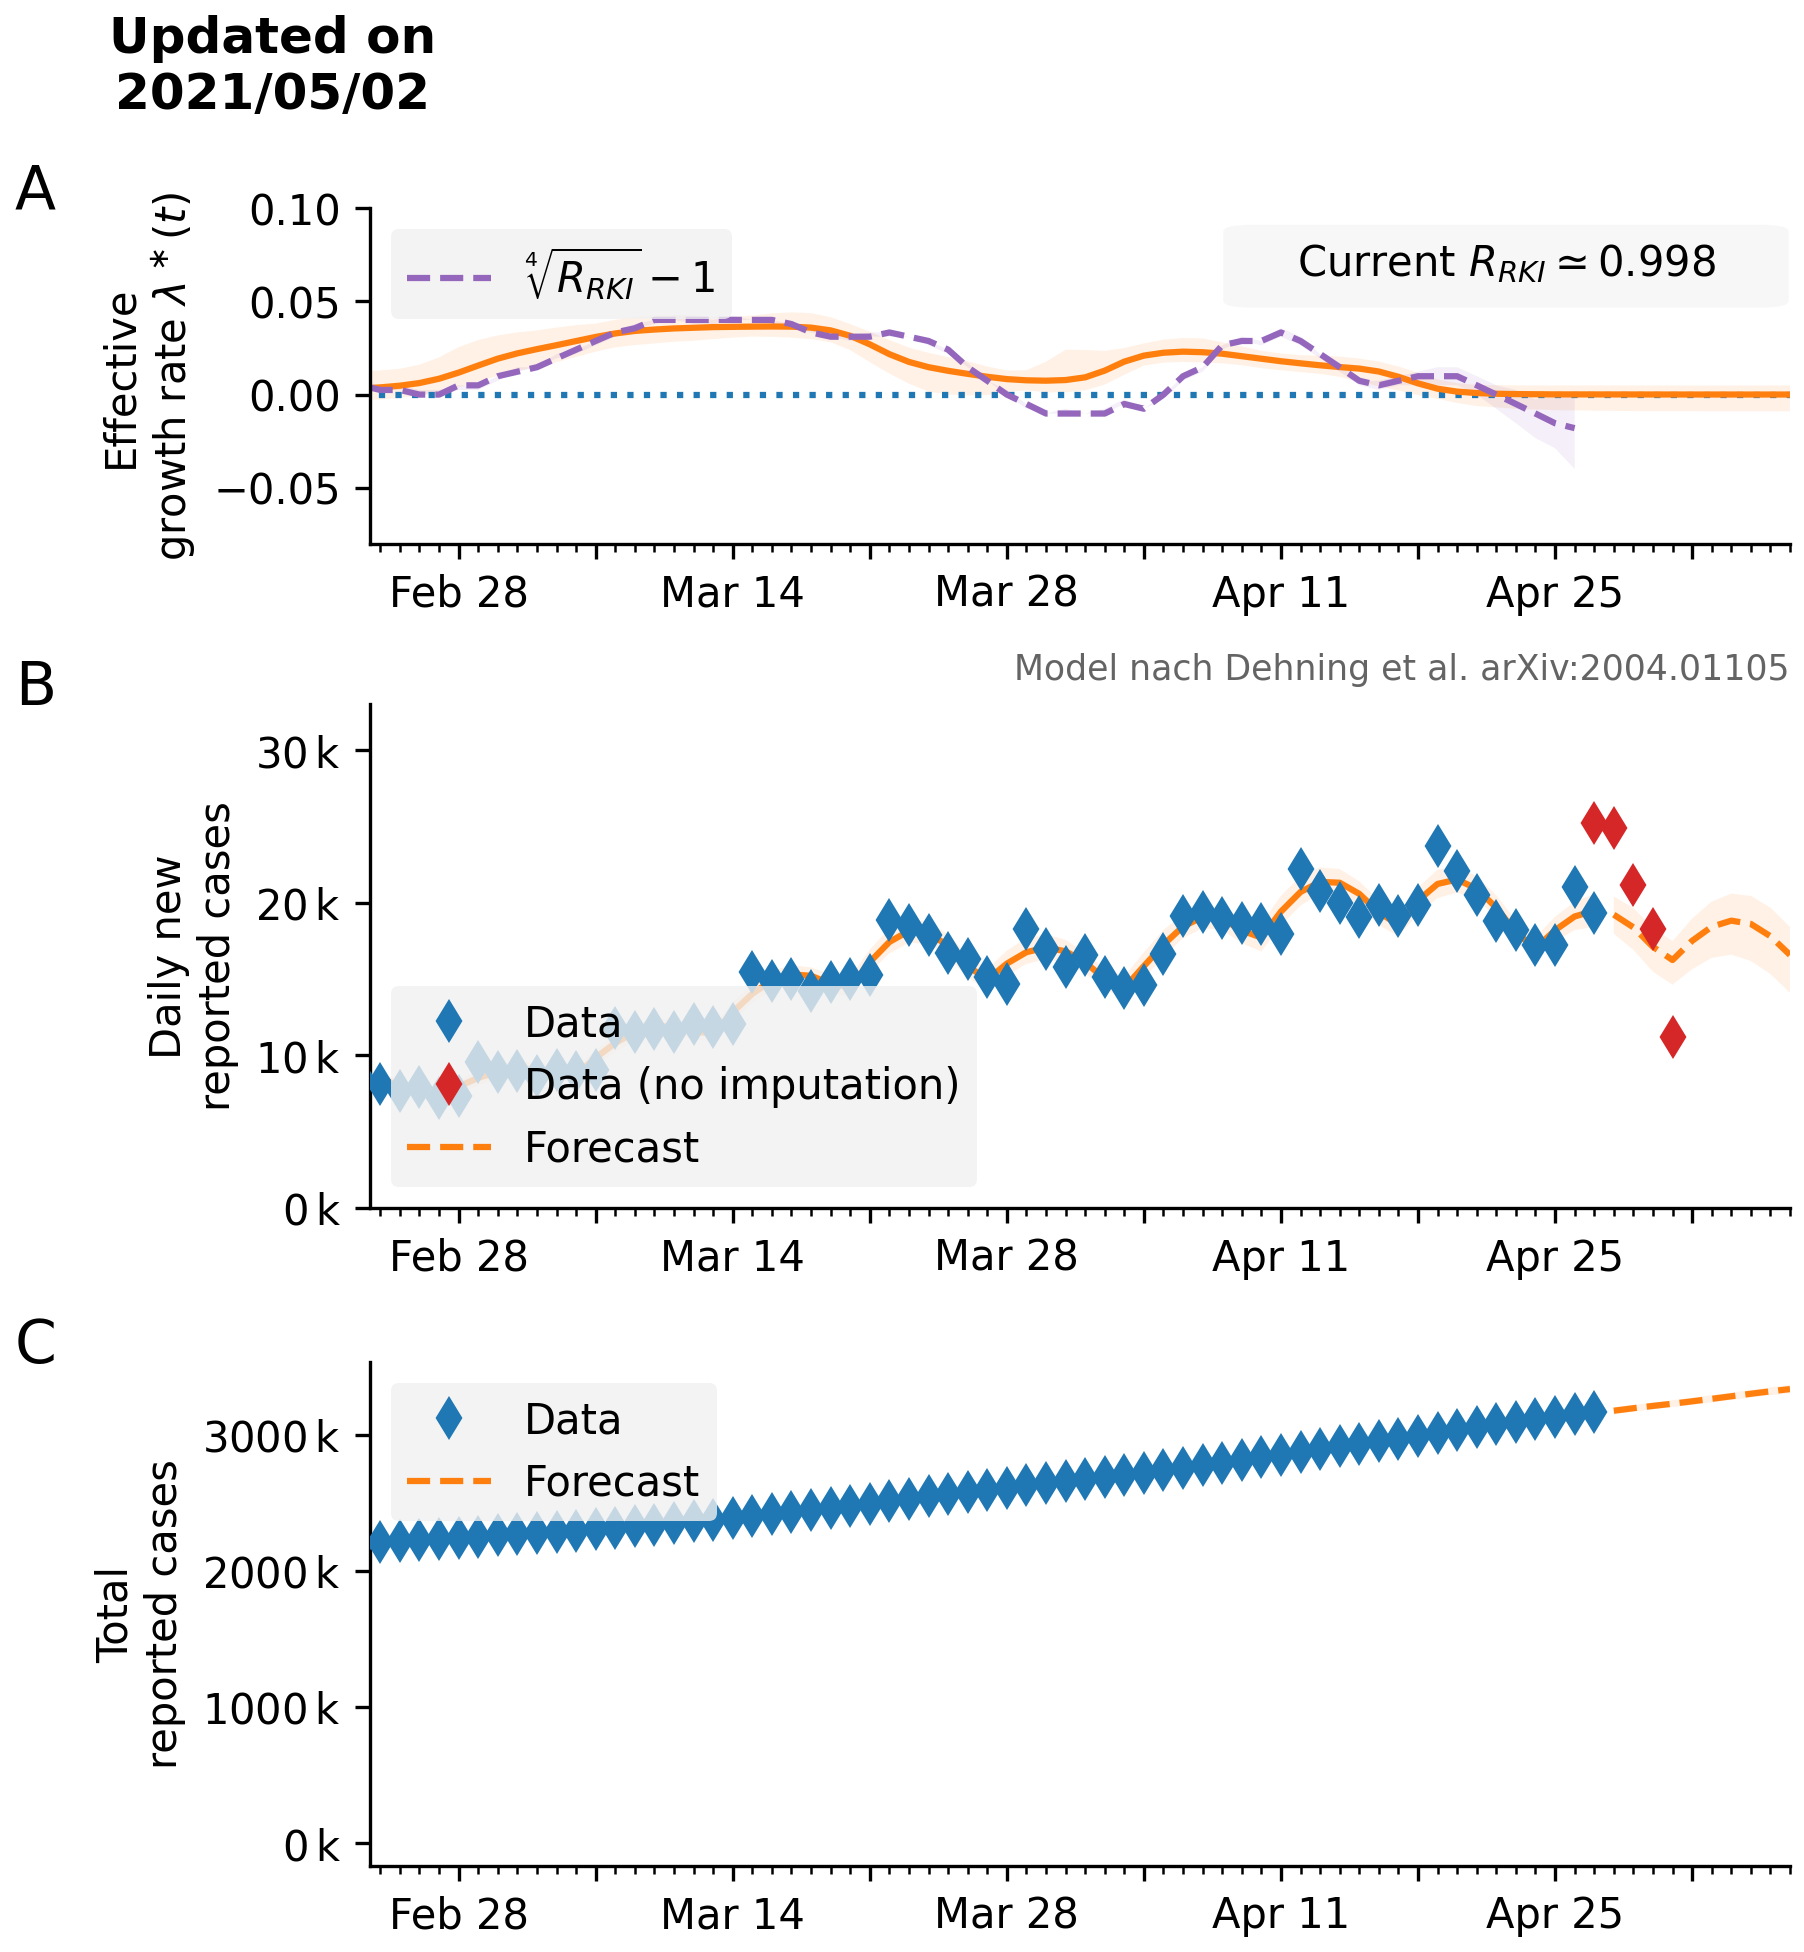 Updated on
2021/05/02
A
Effective
growth rate λ * (t)
0.10
0.05
0.00
−0.05
∜R_RKI − 1
Current R_RKI ≃ 0.998
Feb 28 Mar 14 Mar 28 Apr 11 Apr 25
Model nach Dehning et al. arXiv:2004.01105
B
Daily new
reported cases
30 k
20 k
10 k
0 k
Data
Data (no imputation)
Forecast
Feb 28 Mar 14 Mar 28 Apr 11 Apr 25
C
Total
reported cases
3000 k
2000 k
1000 k
0 k
Data
Forecast
Feb 28 Mar 14 Mar 28 Apr 11 Apr 25